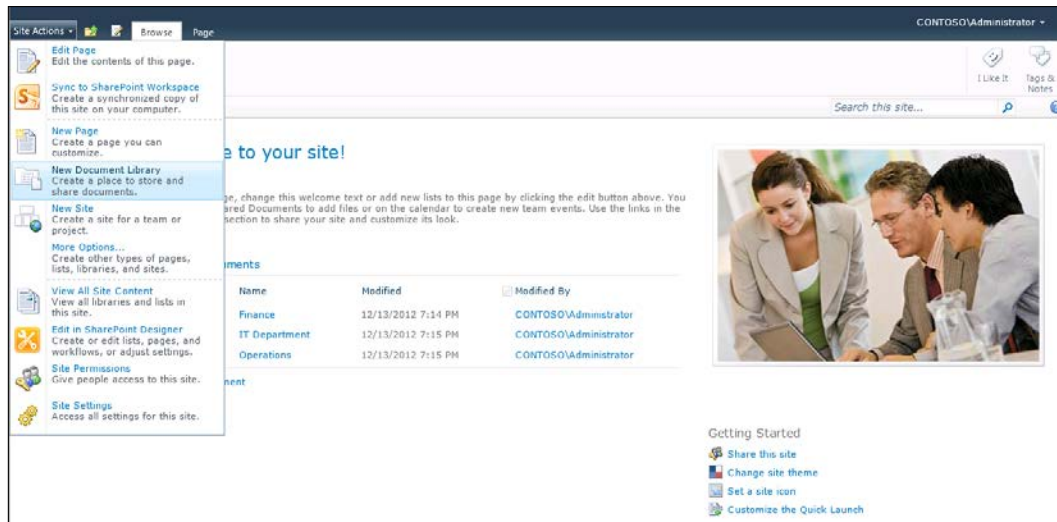 CONTOSO\Administrator
Site Actions
Browse
Page
Edit Page
Edit the contents of this page.
Sync to SharePoint Workspace
Create a synchronized copy of
this site on your computer.
New Page
Create a page you can
customize.
New Document Library
Create a place to store and
share documents.
New Site
Create a site for a team or
project.
More Options...
Create other types of pages,
lists, libraries, and sites.
View All Site Content
View all libraries and lists in
this site.
Edit in SharePoint Designer
Create or edit lists, pages, and
workflows, or adjust settings.
Site Permissions
Give people access to this site.
Site Settings
Access all settings for this site.
I Like It
Tags &
Notes
Search this site...
e to your site!
ge, change this welcome text or add new lists to this page by clicking the edit button above. You
ared Documents to add files or on the calendar to create new team events. Use the links in the
section to share your site and customize its look.
uments
Name Modified Modified By
Finance 12/13/2012 7:14 PM CONTOSO\Administrator
IT Department 12/13/2012 7:15 PM CONTOSO\Administrator
Operations 12/13/2012 7:15 PM CONTOSO\Administrator
ment
Getting Started
Share this site
Change site theme
Set a site icon
Customize the Quick Launch